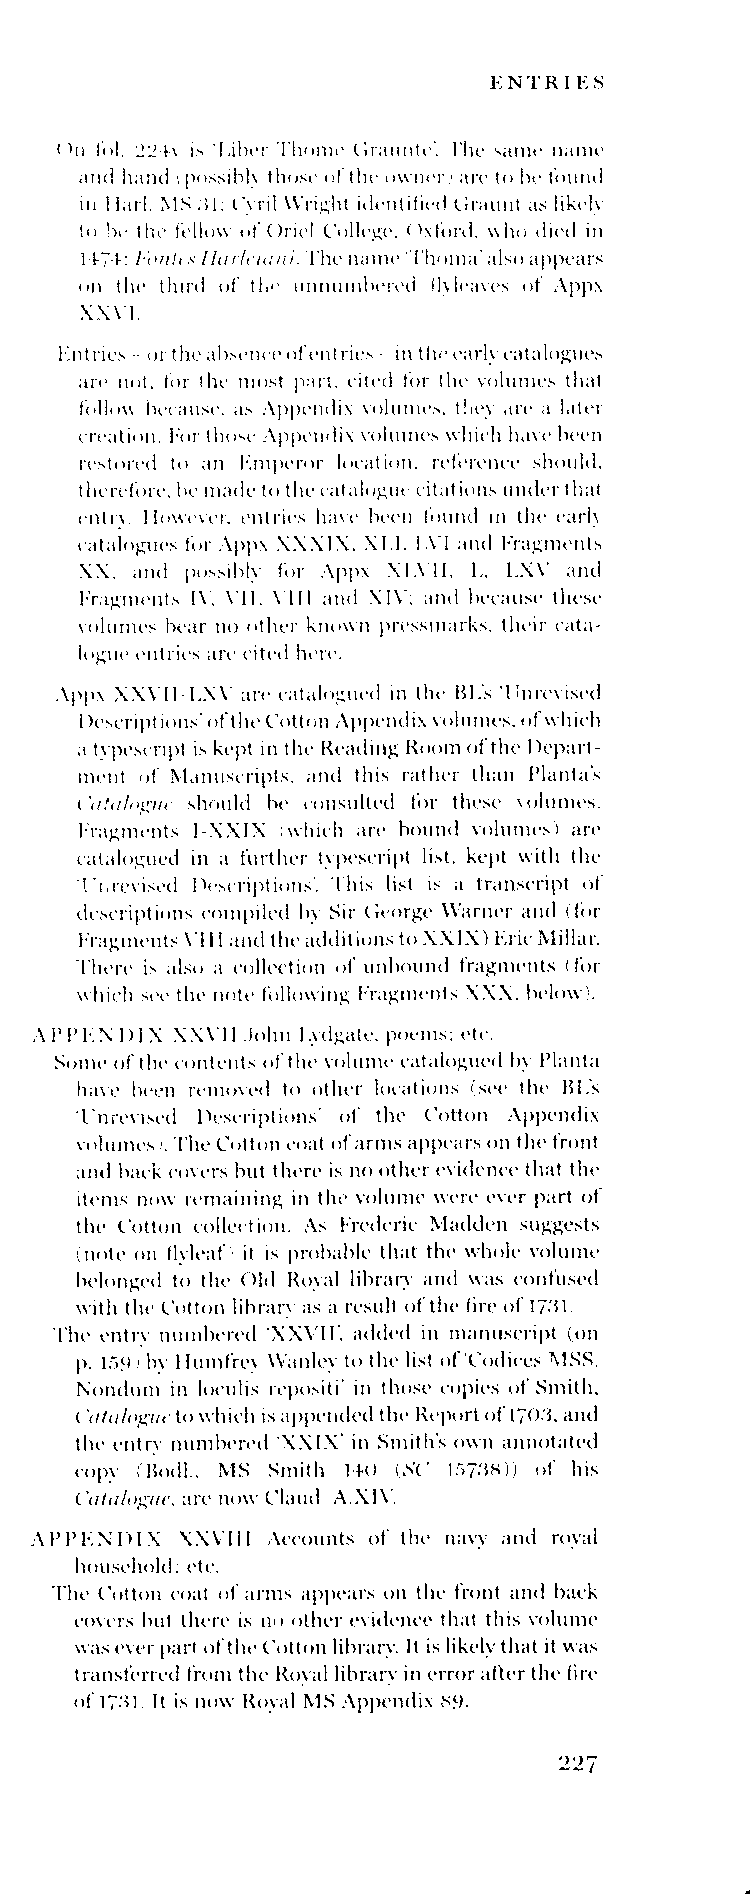 ENTRIES
On fol. 224v is 'Liber Thome Graunte'. The same name
and hand (possibly those of the owner) are to be found
in Harl. MS 31; Cyril Wright identified Graunt as likely
to be the fellow of Oriel College, Oxford, who died in
1474: Fontes Harleiani. The name 'Thoma' also appears
on the third of the unnumbered flyleaves of Appx
XXVI.
Entries – or the absence of entries – in the early catalogues
are not, for the most part, cited for the volumes that
follow because, as Appendix volumes, they are a later
creation. For those Appendix volumes which have been
restored to an Emperor location, reference should,
therefore, be made to the catalogue citations under that
entry. However, entries have been found in the early
catalogues for Appx XXXIX, XLI, LVI and Fragments
XX, and possibly for Appx XLVII, L, LXV and
Fragments IV, VII, VIII and XIV; and because these
volumes bear no other known pressmarks, their cata-
logue entries are cited here.
Appx XXVII-LXV are catalogued in the BL's 'Unrevised
Descriptions' of the Cotton Appendix volumes, of which
a typescript is kept in the Reading Room of the Depart-
ment of Manuscripts, and this rather than Planta's
Catalogue should be consulted for these volumes.
Fragments I-XXIX (which are bound volumes) are
catalogued in a further typescript list, kept with the
'Unrevised Descriptions'. This list is a transcript of
descriptions compiled by Sir George Warner and (for
Fragments VIII and the additions to XXIX) Eric Millar.
There is also a collection of unbound fragments (for
which see the note following Fragments XXX, below).
APPENDIX XXVII John Lydgate, poems; etc.
Some of the contents of the volume catalogued by Planta
have been removed to other locations (see the BL's
'Unrevised Descriptions' of the Cotton Appendix
volumes). The Cotton coat of arms appears on the front
and back covers but there is no other evidence that the
items now remaining in the volume were ever part of
the Cotton collection. As Frederic Madden suggests
(note on flyleaf) it is probable that the whole volume
belonged to the Old Royal library and was confused
with the Cotton library as a result of the fire of 1731.
The entry numbered 'XXVII', added in manuscript (on
p. 159) by Humfrey Wanley to the list of 'Codices MSS.
Nondum in loculis repositi' in those copies of Smith,
Catalogue to which is appended the Report of 1703, and
the entry numbered 'XXIX' in Smith's own annotated
copy (Bodl., MS Smith 140 (SC 15738)) of his
Catalogue, are now Claud A.XIV.
APPENDIX XXVIII Accounts of the navy and royal
household; etc.
The Cotton coat of arms appears on the front and back
covers but there is no other evidence that this volume
was ever part of the Cotton library. It is likely that it was
transferred from the Royal library in error after the fire
of 1731. It is now Royal MS Appendix 89.
227